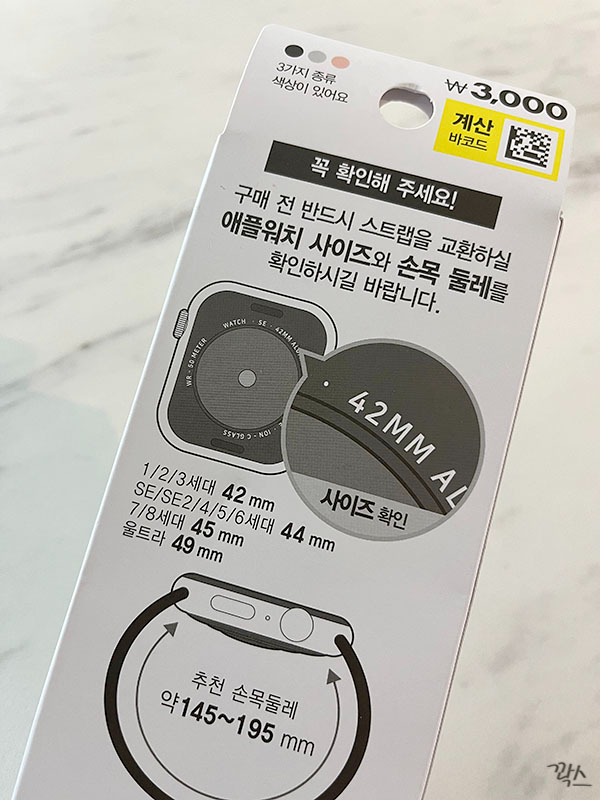 3가지 종류
색상이 있어요
₩3,000
계산
바코드
꼭 확인해 주세요!
구매 전 반드시 스트랩을 교환하실
애플워치 사이즈와 손목 둘레를
확인하시길 바랍니다.
WR - 50 METER WATCH · SE · 42MM ALU
ION - C GLASS
42MM AL
사이즈 확인
1/2/3세대 42 mm
SE/SE2/4/5/6세대 44 mm
7/8세대 45 mm
울트라 49 mm
추천 손목둘레
약145~195 mm
깍스